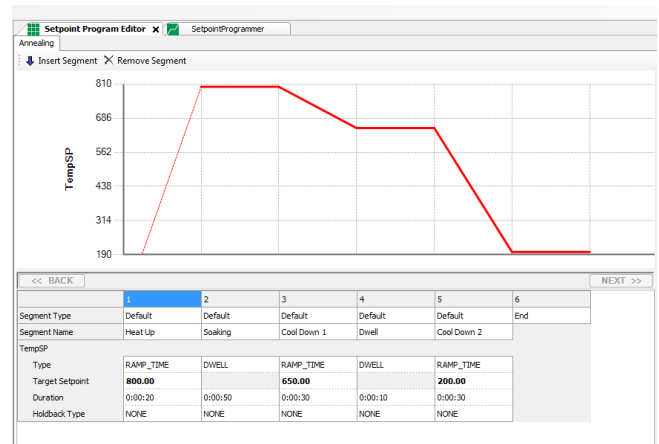 Setpoint Program Editor x SetpointProgrammer
Annealing
Insert Segment Remove Segment
810
686
562
438
314
190
TempSP
<< BACK NEXT >>
1 2 3 4 5 6
Segment Type Default Default Default Default Default End
Segment Name Heat Up Soaking Cool Down 1 Dwell Cool Down 2
TempSP
Type RAMP_TIME DWELL RAMP_TIME DWELL RAMP_TIME
Target Setpoint 800.00 650.00 200.00
Duration 0:00:20 0:00:50 0:00:30 0:00:10 0:00:30
Holdback Type NONE NONE NONE NONE NONE